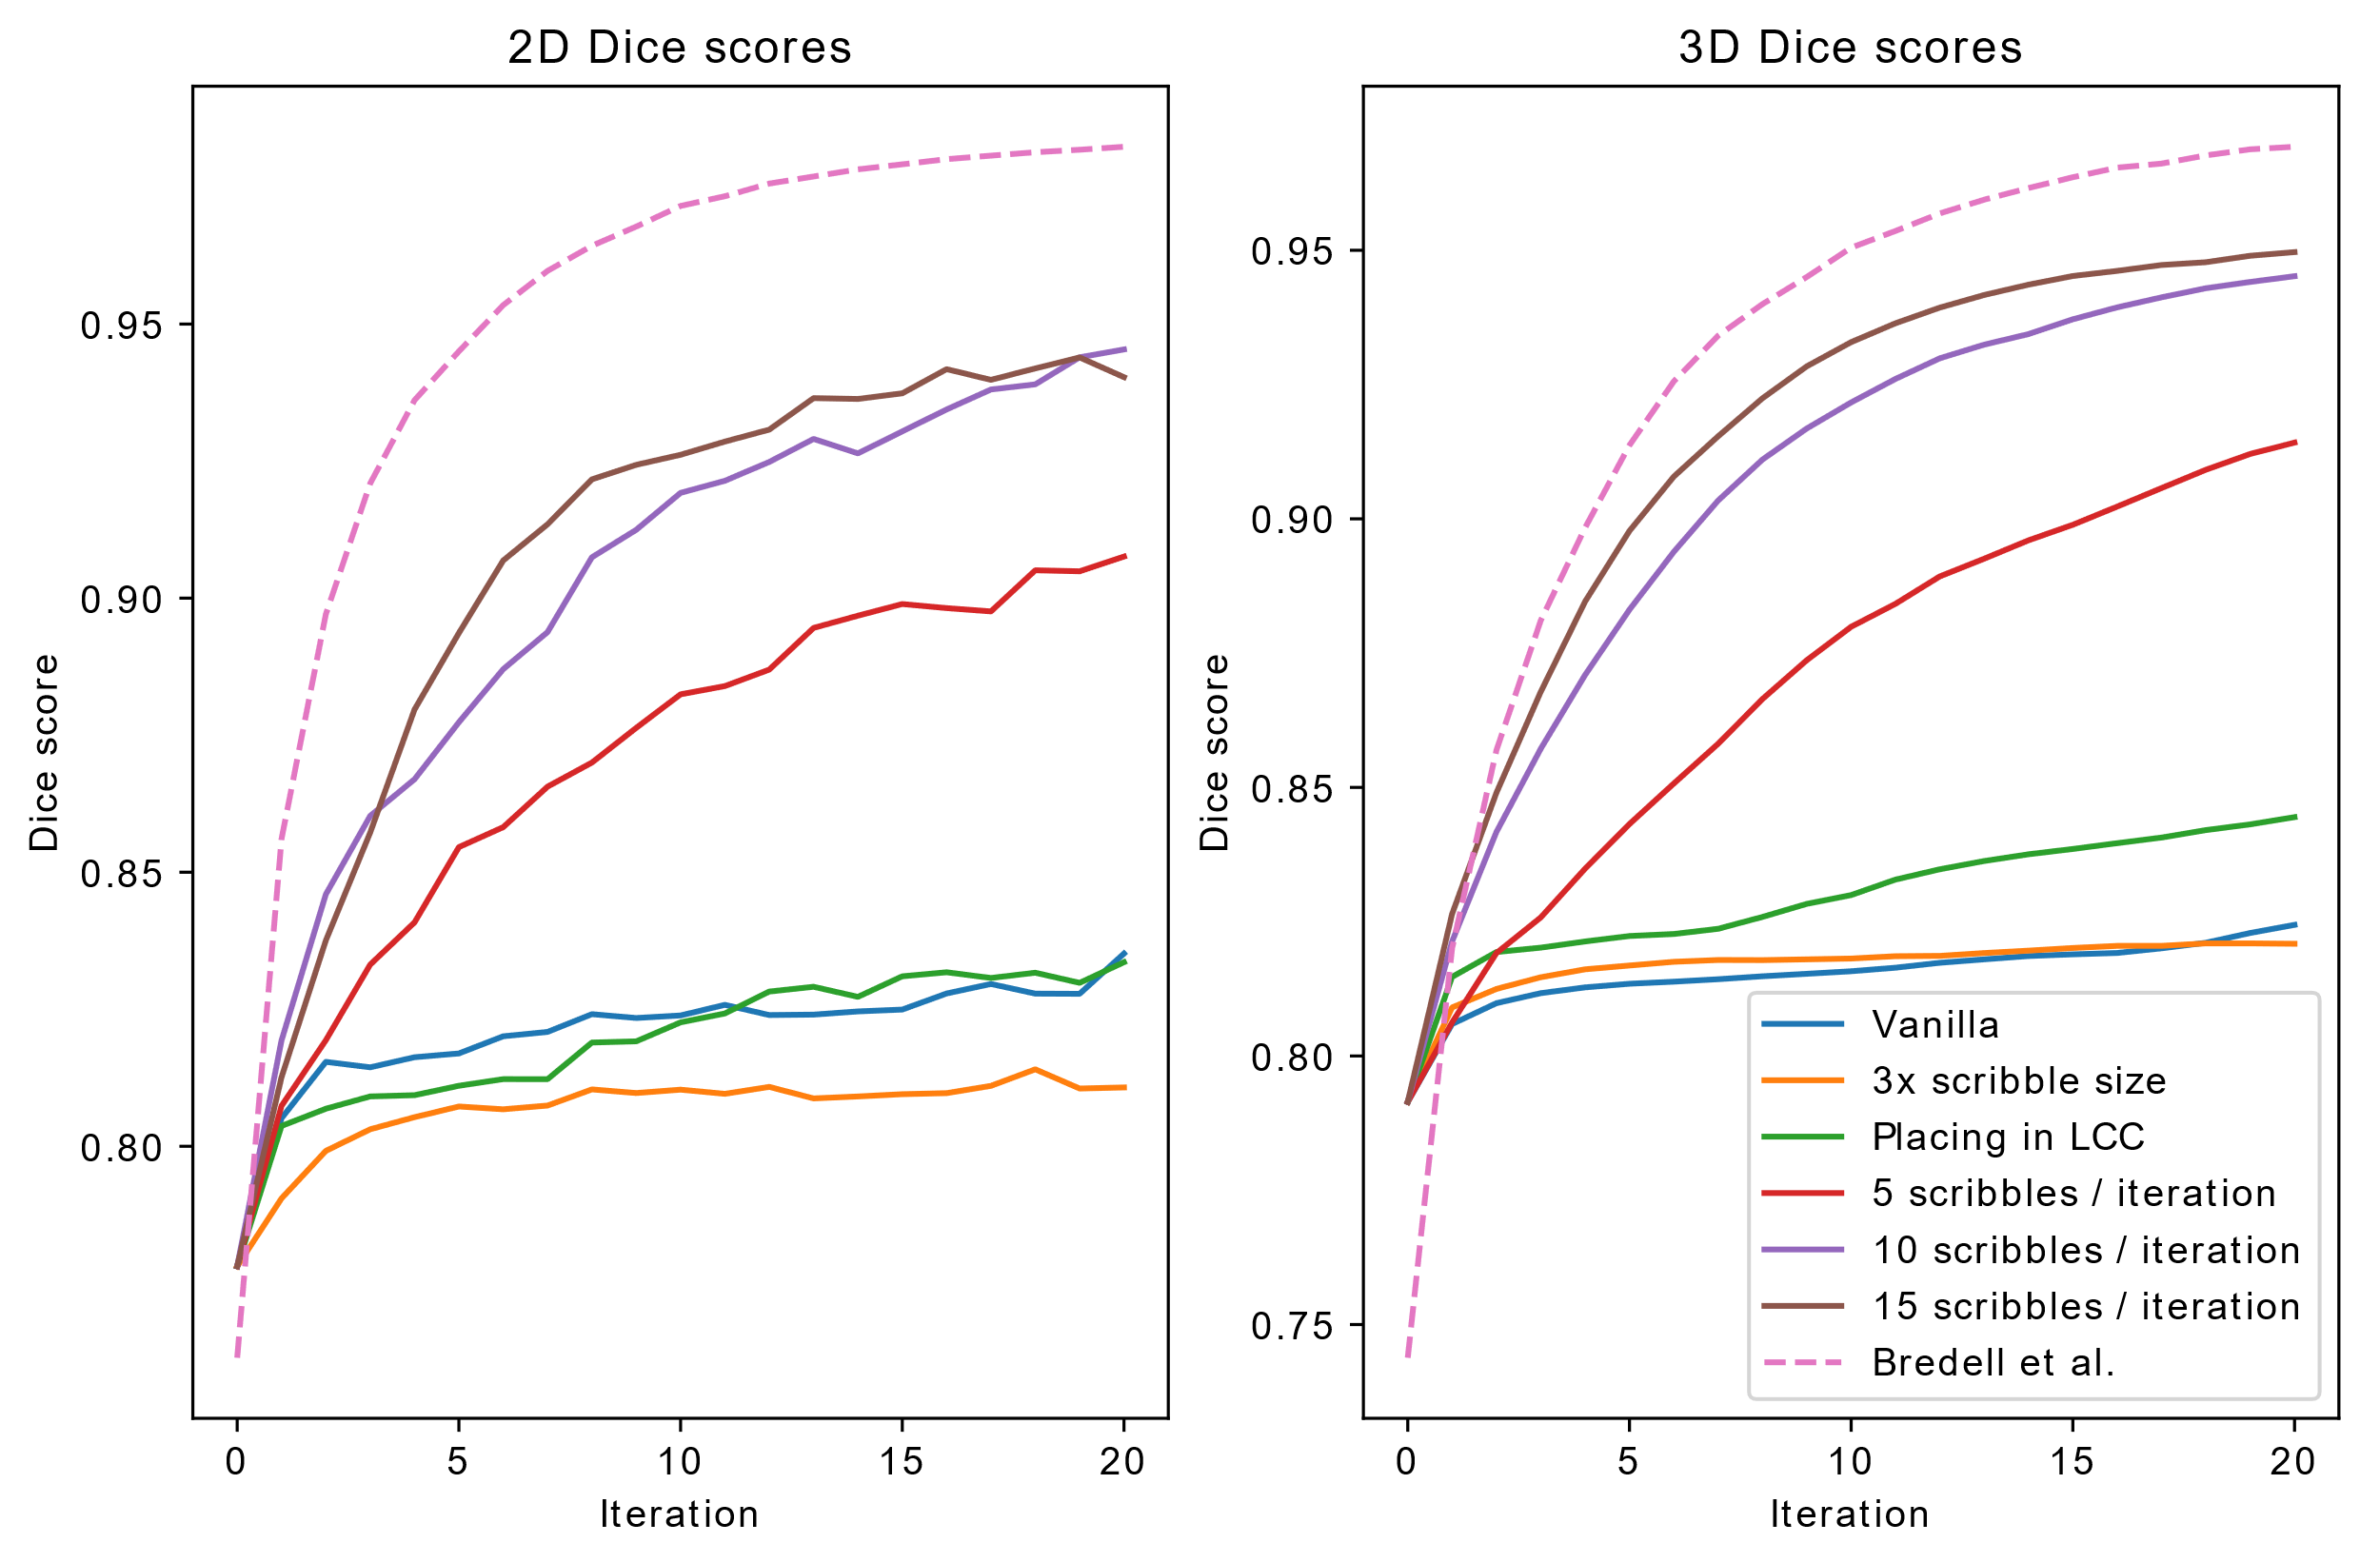 2D Dice scores
0.95
0.90
0.85
0.80
Dice score
0 5 10 15 20
Iteration
3D Dice scores
0.95
0.90
0.85
0.80
0.75
Dice score
0 5 10 15 20
Iteration
Vanilla
3x scribble size
Placing in LCC
5 scribbles / iteration
10 scribbles / iteration
15 scribbles / iteration
Bredell et al.